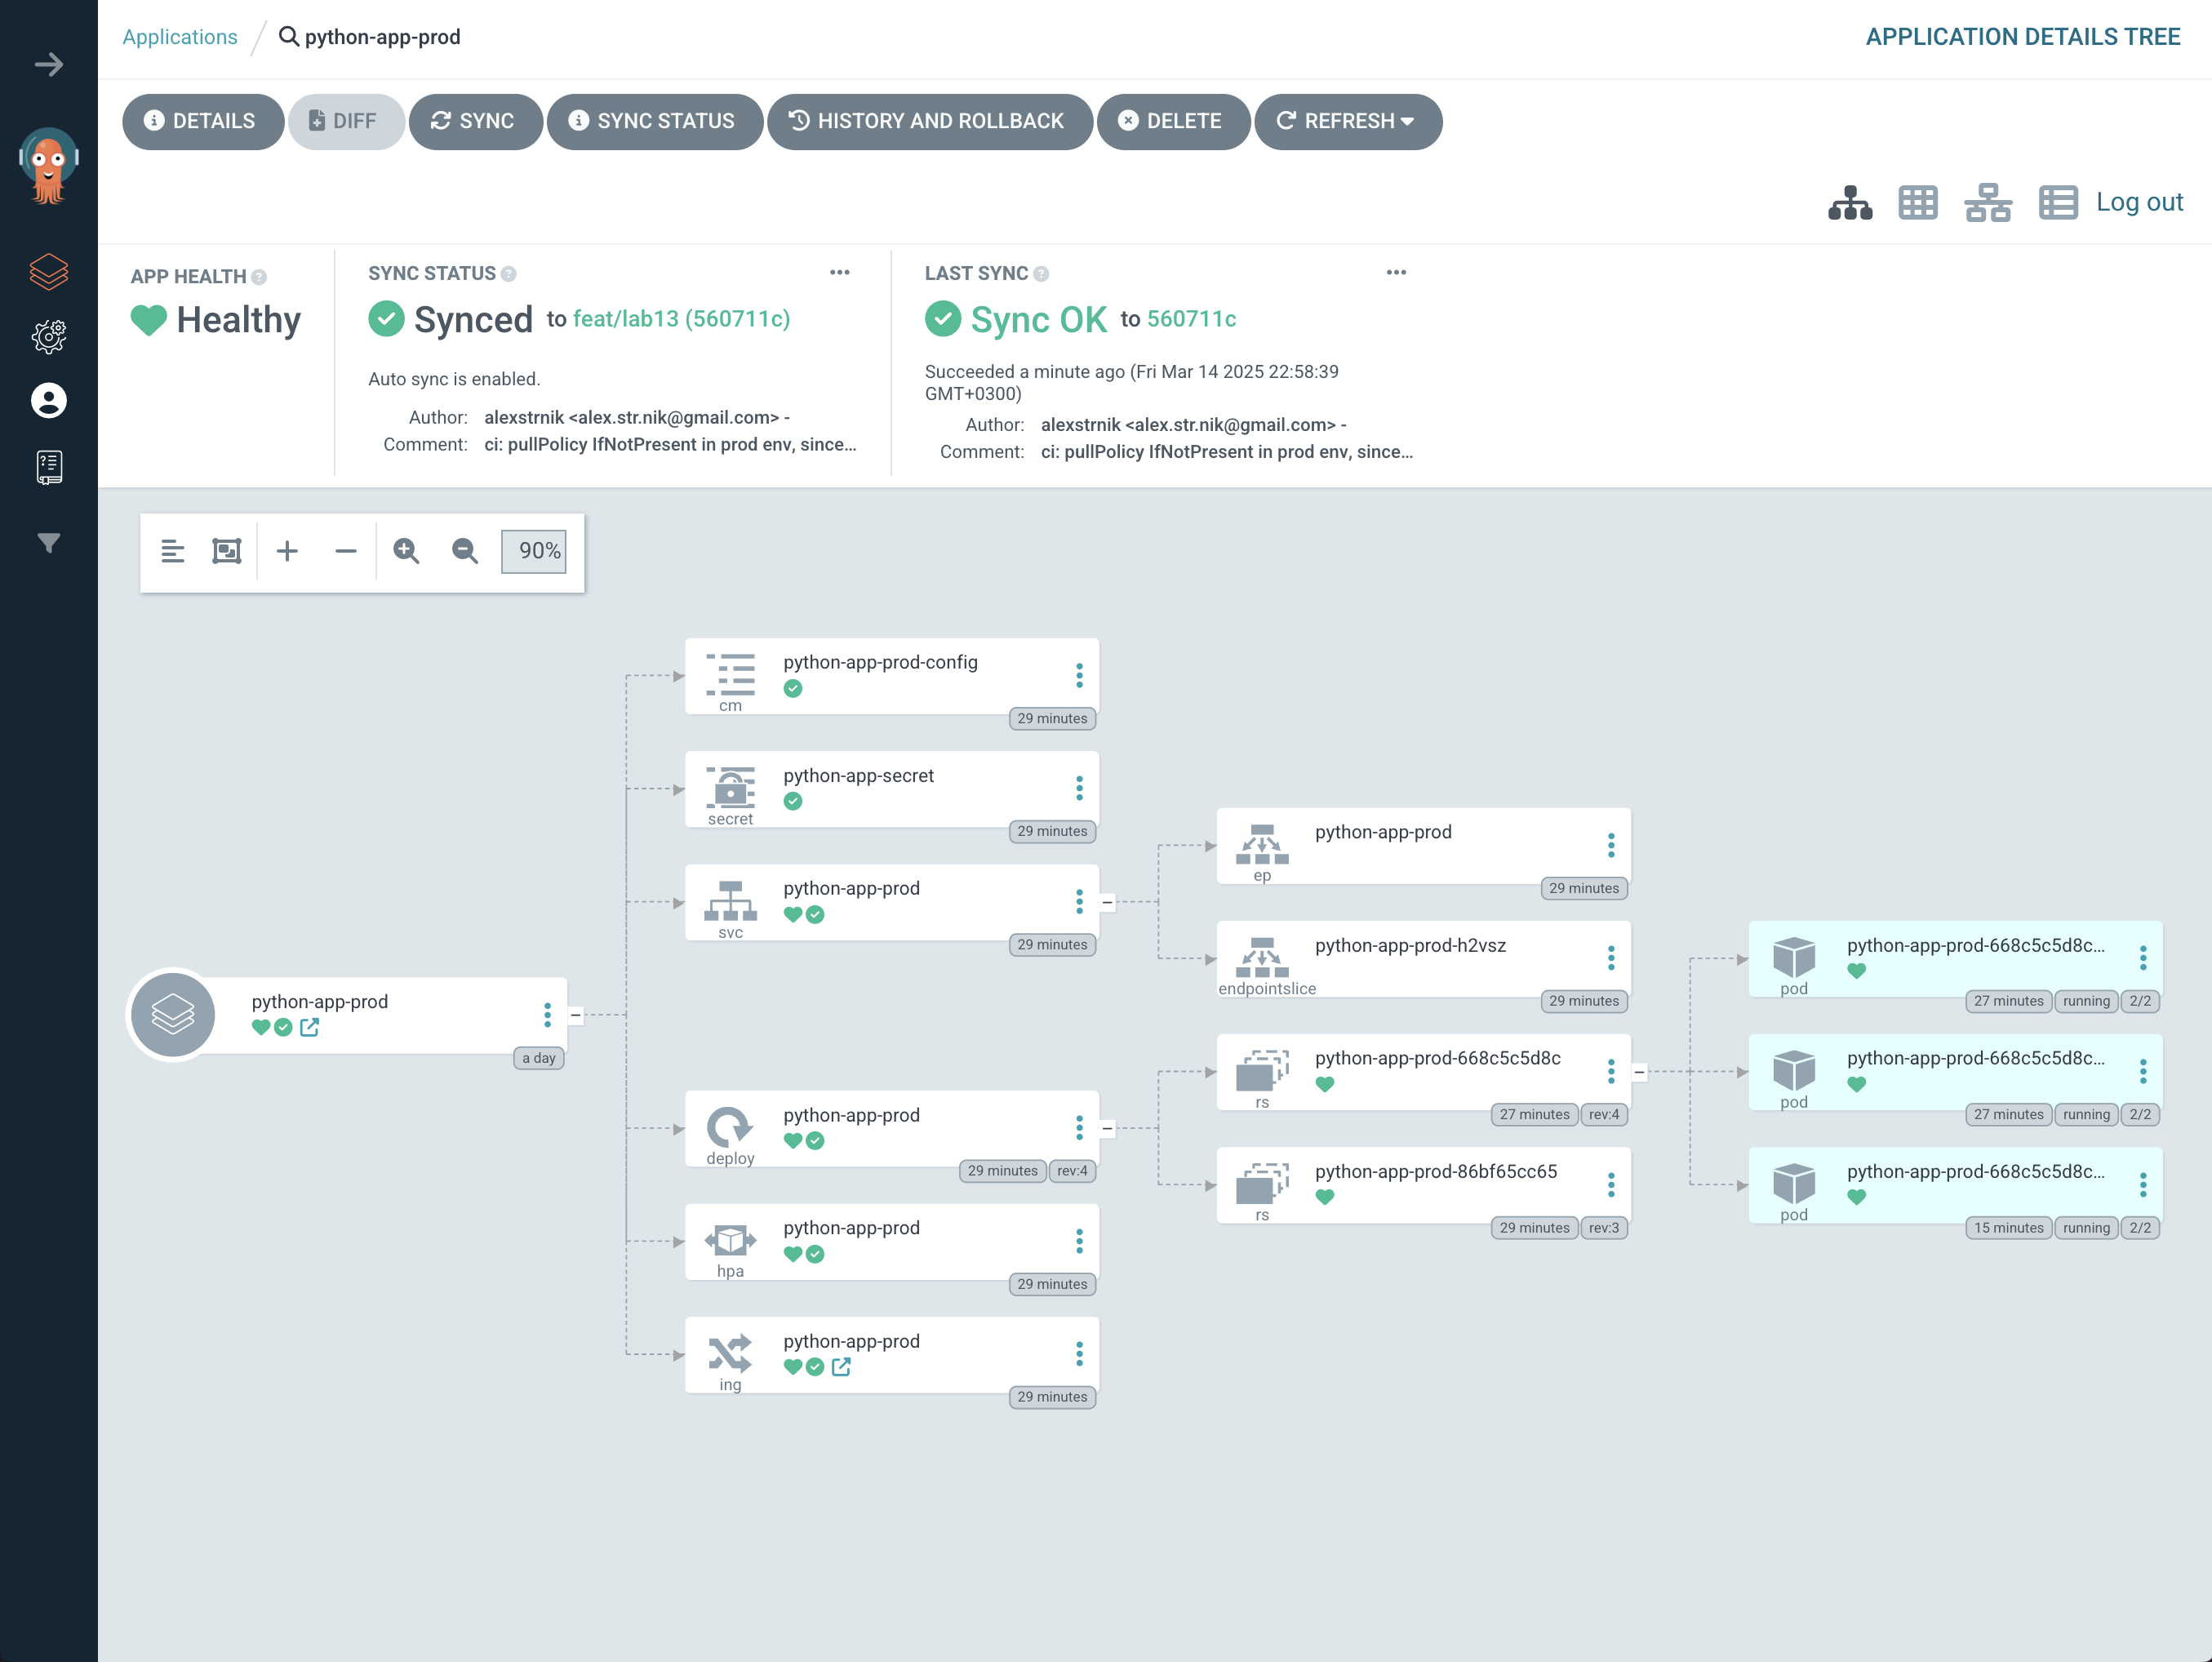 Applications / python-app-prod
APPLICATION DETAILS TREE
DETAILS
DIFF
SYNC
SYNC STATUS
HISTORY AND ROLLBACK
DELETE
REFRESH
Log out
APP HEALTH
Healthy
SYNC STATUS
Synced to feat/lab13 (560711c)
Auto sync is enabled.
Author: alexstrnik <alex.str.nik@gmail.com> -
Comment: ci: pullPolicy IfNotPresent in prod env, since...
LAST SYNC
Sync OK to 560711c
Succeeded a minute ago (Fri Mar 14 2025 22:58:39
GMT+0300)
Author: alexstrnik <alex.str.nik@gmail.com> -
Comment: ci: pullPolicy IfNotPresent in prod env, since...
90%
python-app-prod
a day
python-app-prod-config
cm
29 minutes
python-app-secret
secret
29 minutes
python-app-prod
svc
29 minutes
python-app-prod
deploy
29 minutes rev:4
python-app-prod
hpa
29 minutes
python-app-prod
ing
29 minutes
python-app-prod
ep
29 minutes
python-app-prod-h2vsz
endpointslice
29 minutes
python-app-prod-668c5c5d8c
rs
27 minutes rev:4
python-app-prod-86bf65cc65
rs
29 minutes rev:3
python-app-prod-668c5c5d8c...
pod
27 minutes running 2/2
python-app-prod-668c5c5d8c...
pod
27 minutes running 2/2
python-app-prod-668c5c5d8c...
pod
15 minutes running 2/2